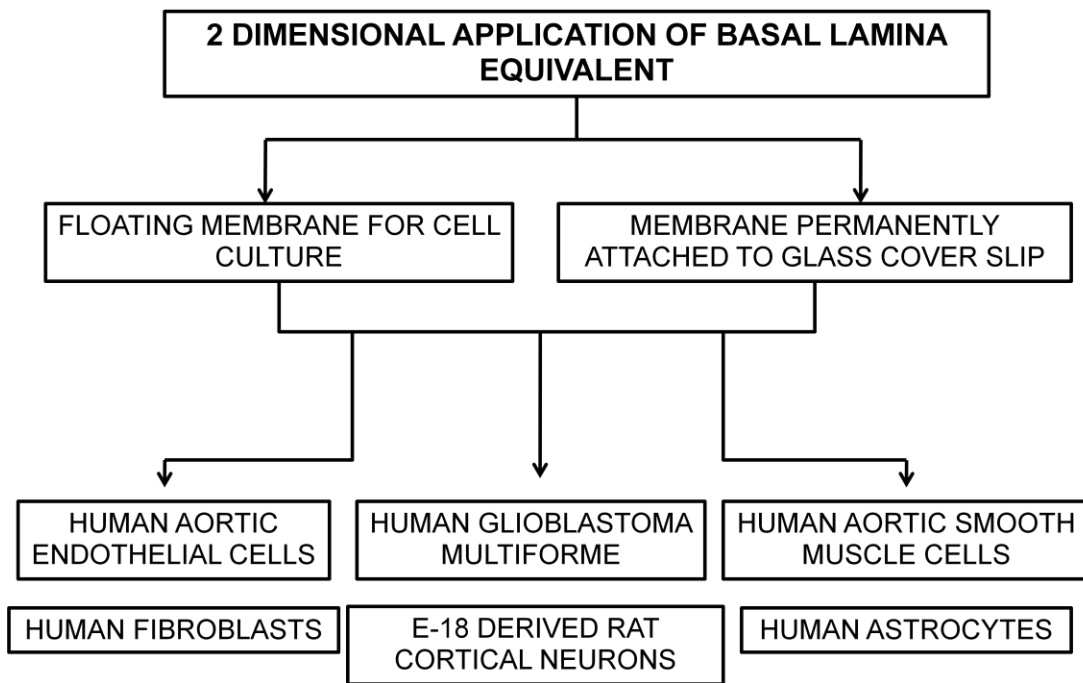 2 DIMENSIONAL APPLICATION OF BASAL LAMINA
EQUIVALENT
FLOATING MEMBRANE FOR CELL
CULTURE
MEMBRANE PERMANENTLY
ATTACHED TO GLASS COVER SLIP
HUMAN AORTIC
ENDOTHELIAL CELLS
HUMAN GLIOBLASTOMA
MULTIFORME
HUMAN AORTIC SMOOTH
MUSCLE CELLS
HUMAN FIBROBLASTS
E-18 DERIVED RAT
CORTICAL NEURONS
HUMAN ASTROCYTES